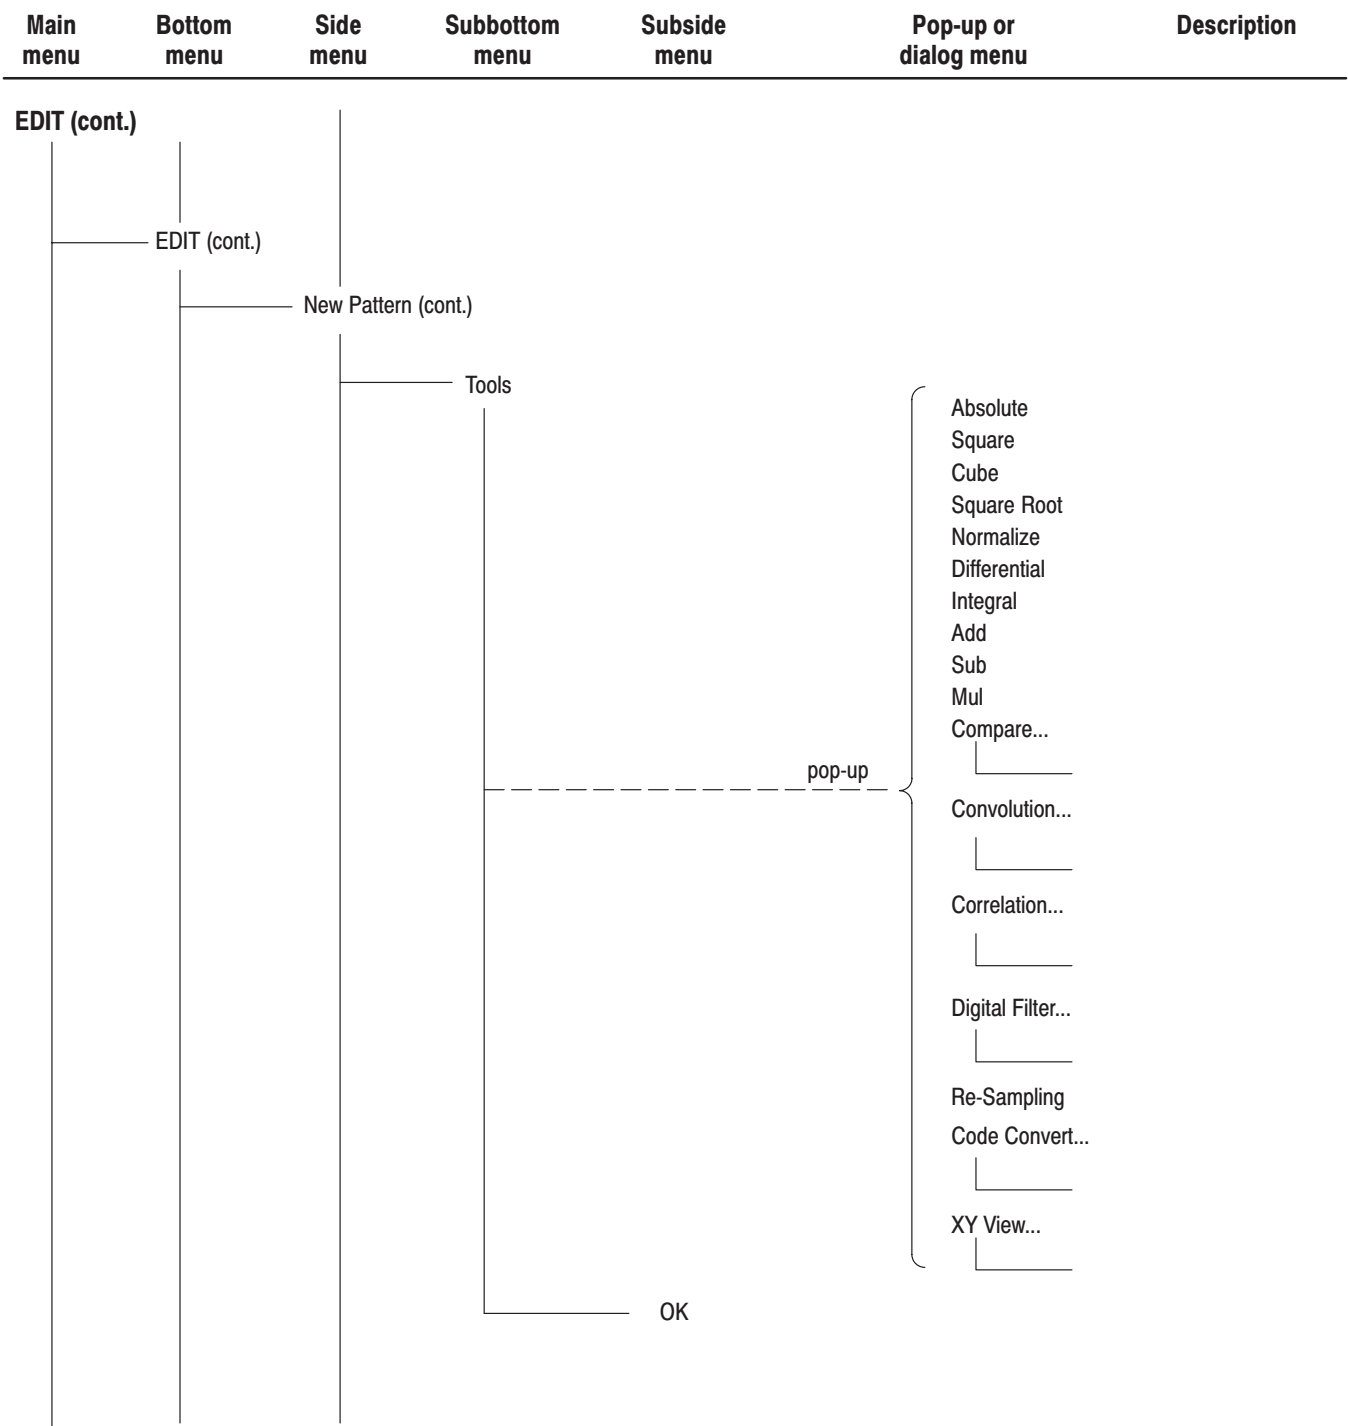 Main menu
Bottom menu
Side menu
Subbottom menu
Subside menu
Pop-up or dialog menu
Description
EDIT (cont.)
EDIT (cont.)
New Pattern (cont.)
Tools
Absolute
Square
Cube
Square Root
Normalize
Differential
Integral
Add
Sub
Mul
Compare...
pop-up
Convolution...
Correlation...
Digital Filter...
Re-Sampling
Code Convert...
XY View...
OK